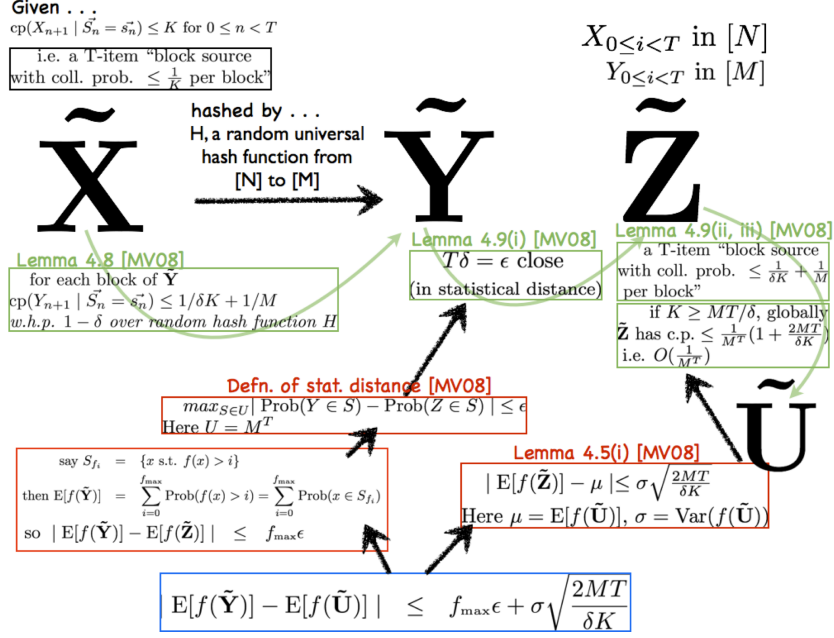 Given . . .
cp(X_{n+1} | \vec{S_n} = \vec{s_n}) ≤ K for 0 ≤ n < T
i.e. a T-item “block source
with coll. prob. ≤ 1/K per block”
X_{0≤i<T} in [N]
Y_{0≤i<T} in [M]
X̃
hashed by . . .
H, a random universal
hash function from
[N] to [M]
Ỹ
Z̃
Lemma 4.8 [MV08]
for each block of Ỹ
cp(Y_{n+1} | \vec{S_n} = \vec{s_n}) ≤ 1/δK + 1/M
w.h.p. 1 − δ over random hash function H
Lemma 4.9(i) [MV08]
Tδ = ϵ close
(in statistical distance)
Lemma 4.9(ii, iii) [MV08]
a T-item “block source
with coll. prob. ≤ 1/δK + 1/M
per block”
if K ≥ MT/δ, globally
Z̃ has c.p. ≤ 1/M^T (1 + 2MT/δK)
i.e. O(1/M^T)
Ũ
Defn. of stat. distance [MV08]
max_{S∈U}| Prob(Y ∈ S) − Prob(Z ∈ S) | ≤ ϵ
Here U = M^T
say S_{f_i} = {x s.t. f(x) > i}
then E[f(Ỹ)] = ∑_{i=0}^{f_max} Prob(f(x) > i) = ∑_{i=0}^{f_max} Prob(x ∈ S_{f_i})
so | E[f(Ỹ)] − E[f(Z̃)] | ≤ f_max ϵ
Lemma 4.5(i) [MV08]
| E[f(Z̃)] − μ |≤ σ√(2MT/δK)
Here μ = E[f(Ũ)], σ = Var(f(Ũ))
| E[f(Ỹ)] − E[f(Ũ)] | ≤ f_max ϵ + σ√(2MT/δK)